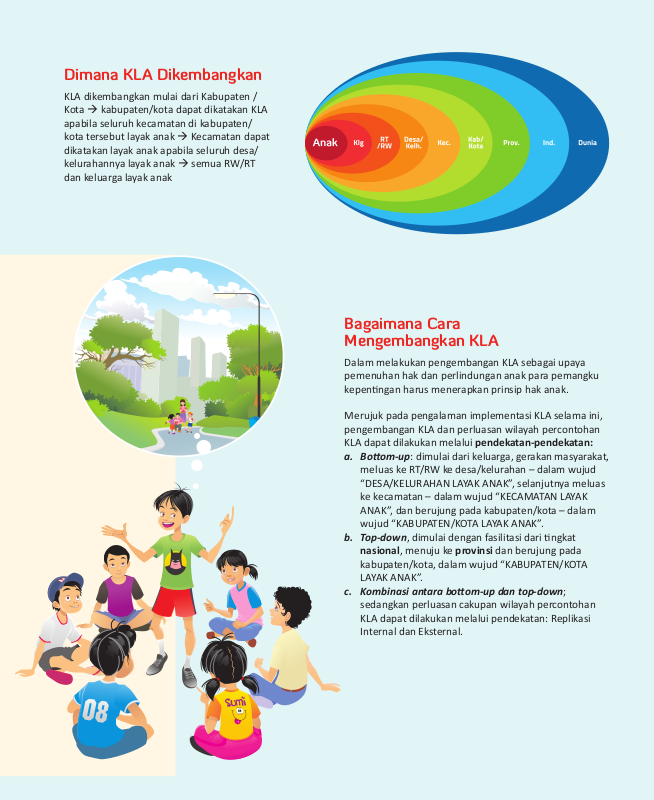 Dimana KLA Dikembangkan
KLA dikembangkan mulai dari Kabupaten /
Kota → kabupaten/kota dapat dikatakan KLA
apabila seluruh kecamatan di kabupaten/
kota tersebut layak anak → Kecamatan dapat
dikatakan layak anak apabila seluruh desa/
kelurahannya layak anak → semua RW/RT
dan keluarga layak anak
Anak
Klg
RT
/RW
Desa/
Kelh.
Kec.
Kab/
Kota
Prov.
Ind.
Dunia
Bagaimana Cara
Mengembangkan KLA
Dalam melakukan pengembangan KLA sebagai upaya
pemenuhan hak dan perlindungan anak para pemangku
kepentingan harus menerapkan prinsip hak anak.
Merujuk pada pengalaman implementasi KLA selama ini,
pengembangan KLA dan perluasan wilayah percontohan
KLA dapat dilakukan melalui pendekatan-pendekatan:
a. Bottom-up: dimulai dari keluarga, gerakan masyarakat,
meluas ke RT/RW ke desa/kelurahan – dalam wujud
“DESA/KELURAHAN LAYAK ANAK”, selanjutnya meluas
ke kecamatan – dalam wujud “KECAMATAN LAYAK
ANAK”, dan berujung pada kabupaten/kota – dalam
wujud “KABUPATEN/KOTA LAYAK ANAK”.
b. Top-down, dimulai dengan fasilitasi dari tingkat
nasional, menuju ke provinsi dan berujung pada
kabupaten/kota, dalam wujud “KABUPATEN/KOTA
LAYAK ANAK”.
c. Kombinasi antara bottom-up dan top-down;
sedangkan perluasan cakupan wilayah percontohan
KLA dapat dilakukan melalui pendekatan: Replikasi
Internal dan Eksternal.
08
Sumi